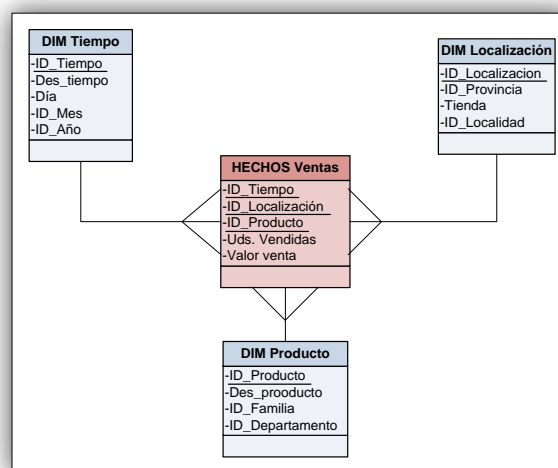 DIM Tiempo
-ID_Tiempo
-Des_tiempo
-Día
-ID_Mes
-ID_Año
DIM Localización
-ID_Localizacion
-ID_Provincia
-Tienda
-ID_Localidad
HECHOS Ventas
-ID_Tiempo
-ID_Localización
-ID_Producto
-Uds. Vendidas
-Valor venta
DIM Producto
-ID_Producto
-Des_prooducto
-ID_Familia
-ID_Departamento